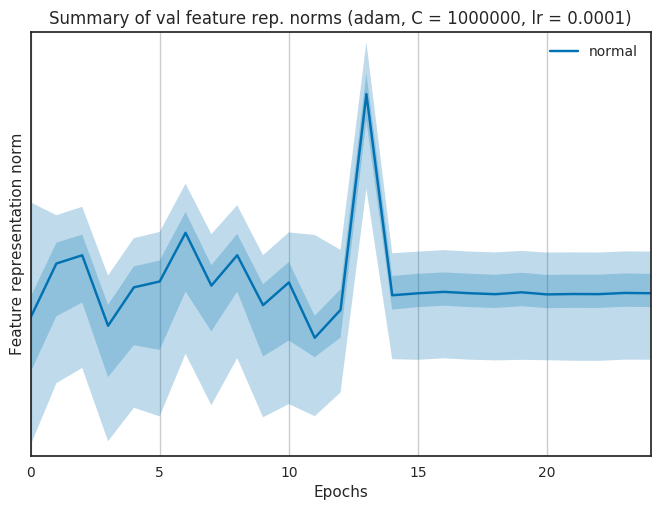 Summary of val feature rep. norms (adam, C = 1000000, lr = 0.0001)
normal
Feature representation norm
0 5 10 15 20
Epochs